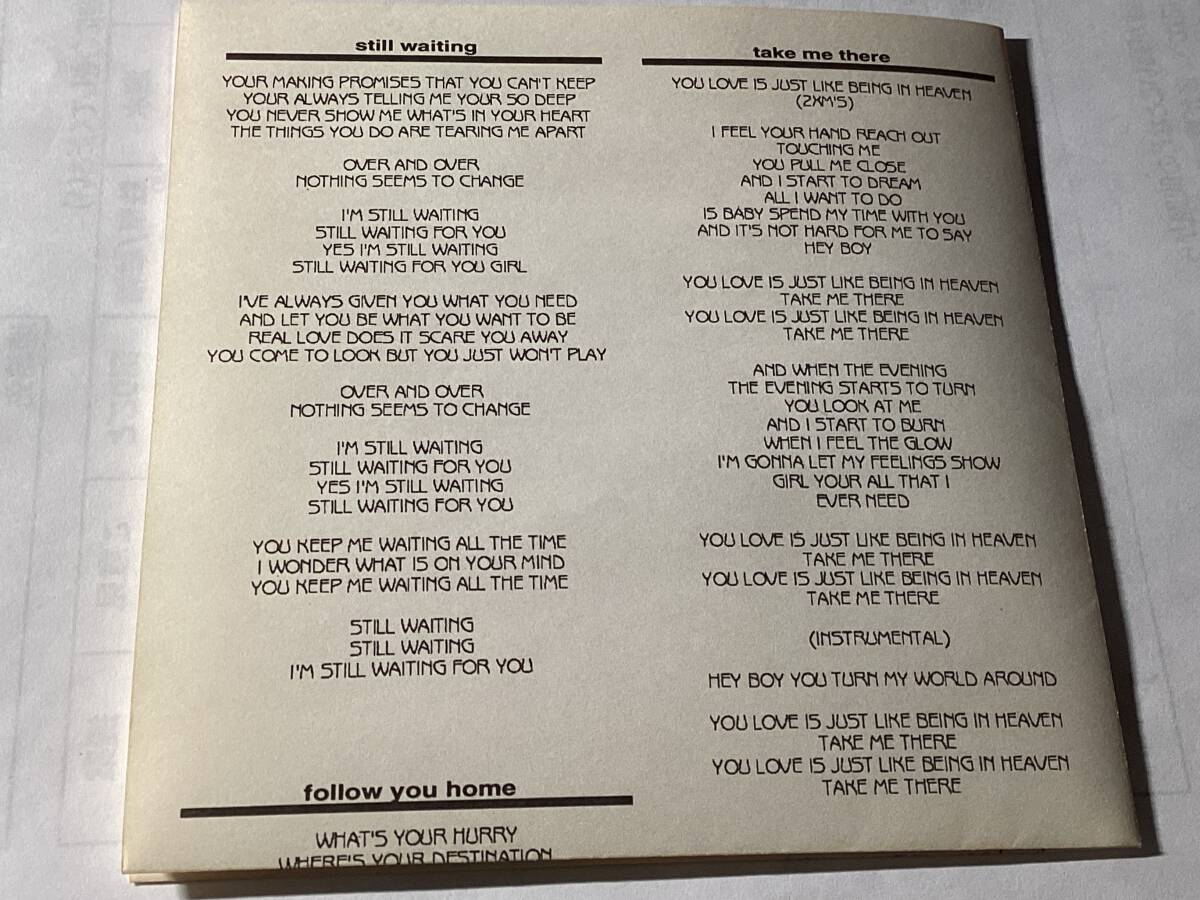 still waiting
YOUR MAKING PROMISES THAT YOU CAN'T KEEP
YOUR ALWAYS TELLING ME YOUR SO DEEP
YOU NEVER SHOW ME WHAT'S IN YOUR HEART
THE THINGS YOU DO ARE TEARING ME APART
OVER AND OVER
NOTHING SEEMS TO CHANGE
I'M STILL WAITING
STILL WAITING FOR YOU
YES I'M STILL WAITING
STILL WAITING FOR YOU GIRL
I'VE ALWAYS GIVEN YOU WHAT YOU NEED
AND LET YOU BE WHAT YOU WANT TO BE
REAL LOVE DOES IT SCARE YOU AWAY
YOU COME TO LOOK BUT YOU JUST WON'T PLAY
OVER AND OVER
NOTHING SEEMS TO CHANGE
I'M STILL WAITING
STILL WAITING FOR YOU
YES I'M STILL WAITING
STILL WAITING FOR YOU
YOU KEEP ME WAITING ALL THE TIME
I WONDER WHAT IS ON YOUR MIND
YOU KEEP ME WAITING ALL THE TIME
STILL WAITING
STILL WAITING
I'M STILL WAITING FOR YOU
follow you home
WHAT'S YOUR HURRY
WHERE'S YOUR DESTINATION
take me there
YOU LOVE IS JUST LIKE BEING IN HEAVEN
(2XM'S)
I FEEL YOUR HAND REACH OUT
TOUCHING ME
YOU PULL ME CLOSE
AND I START TO DREAM
ALL I WANT TO DO
IS BABY SPEND MY TIME WITH YOU
AND IT'S NOT HARD FOR ME TO SAY
HEY BOY
YOU LOVE IS JUST LIKE BEING IN HEAVEN
TAKE ME THERE
YOU LOVE IS JUST LIKE BEING IN HEAVEN
TAKE ME THERE
AND WHEN THE EVENING
THE EVENING STARTS TO TURN
YOU LOOK AT ME
AND I START TO BURN
WHEN I FEEL THE GLOW
I'M GONNA LET MY FEELINGS SHOW
GIRL YOUR ALL THAT I
EVER NEED
YOU LOVE IS JUST LIKE BEING IN HEAVEN
TAKE ME THERE
YOU LOVE IS JUST LIKE BEING IN HEAVEN
TAKE ME THERE
(INSTRUMENTAL)
HEY BOY YOU TURN MY WORLD AROUND
YOU LOVE IS JUST LIKE BEING IN HEAVEN
TAKE ME THERE
YOU LOVE IS JUST LIKE BEING IN HEAVEN
TAKE ME THERE